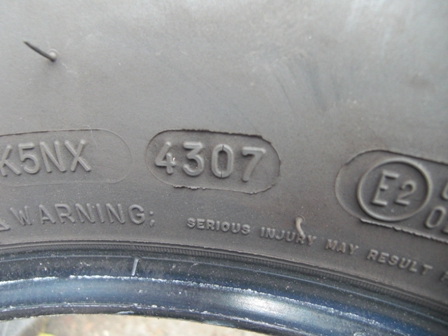 K5NX 4307 E2
WARNING; SERIOUS INJURY MAY RESULT